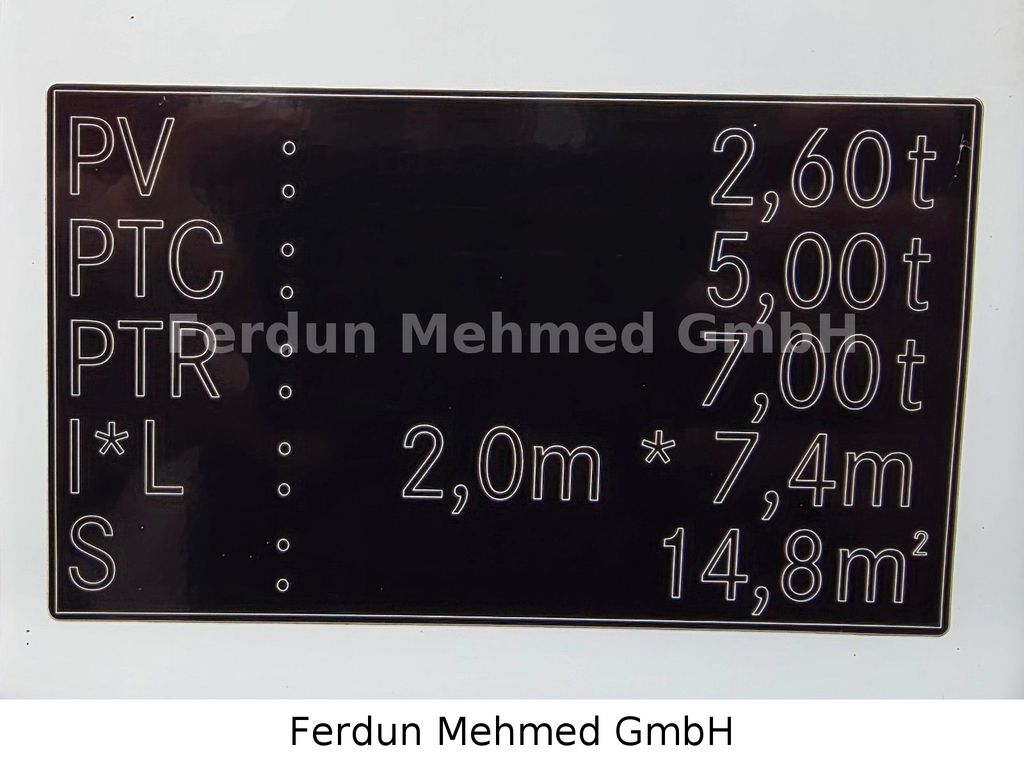 PV : 2,60t
PTC : 5,00t
Ferdun Mehmed GmbH
PTR : 7,00t
I*L : 2,0m * 7,4m
S : 14,8m²
Ferdun Mehmed GmbH